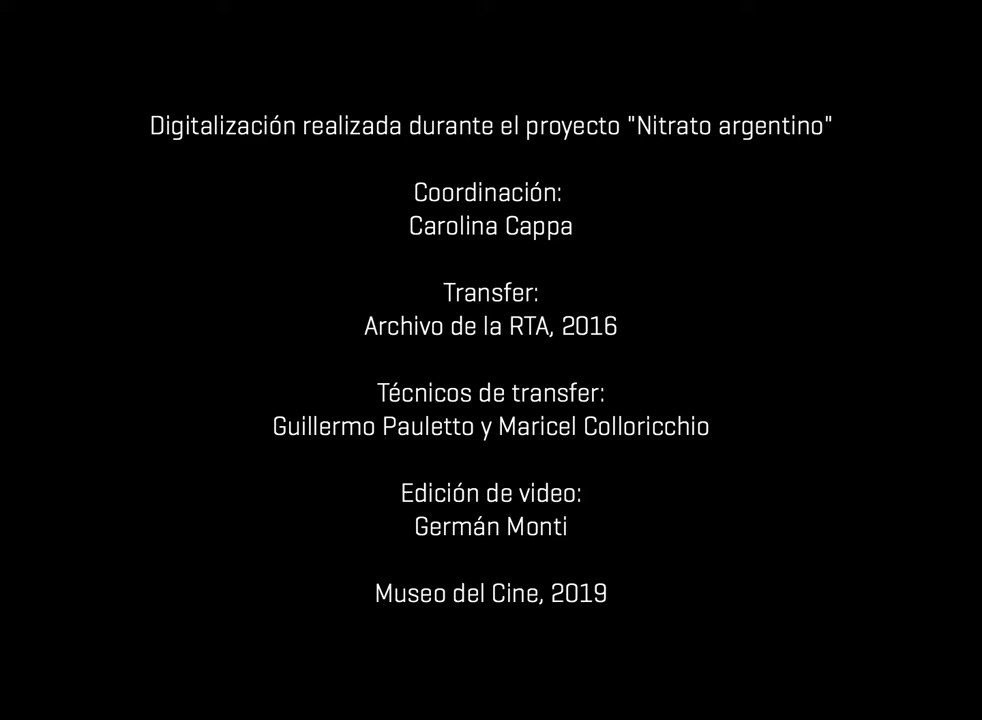 Digitalización realizada durante el proyecto "Nitrato argentino"
Coordinación:
Carolina Cappa
Transfer:
Archivo de la RTA, 2016
Técnicos de transfer:
Guillermo Pauletto y Maricel Colloricchio
Edición de video:
Germán Monti
Museo del Cine, 2019